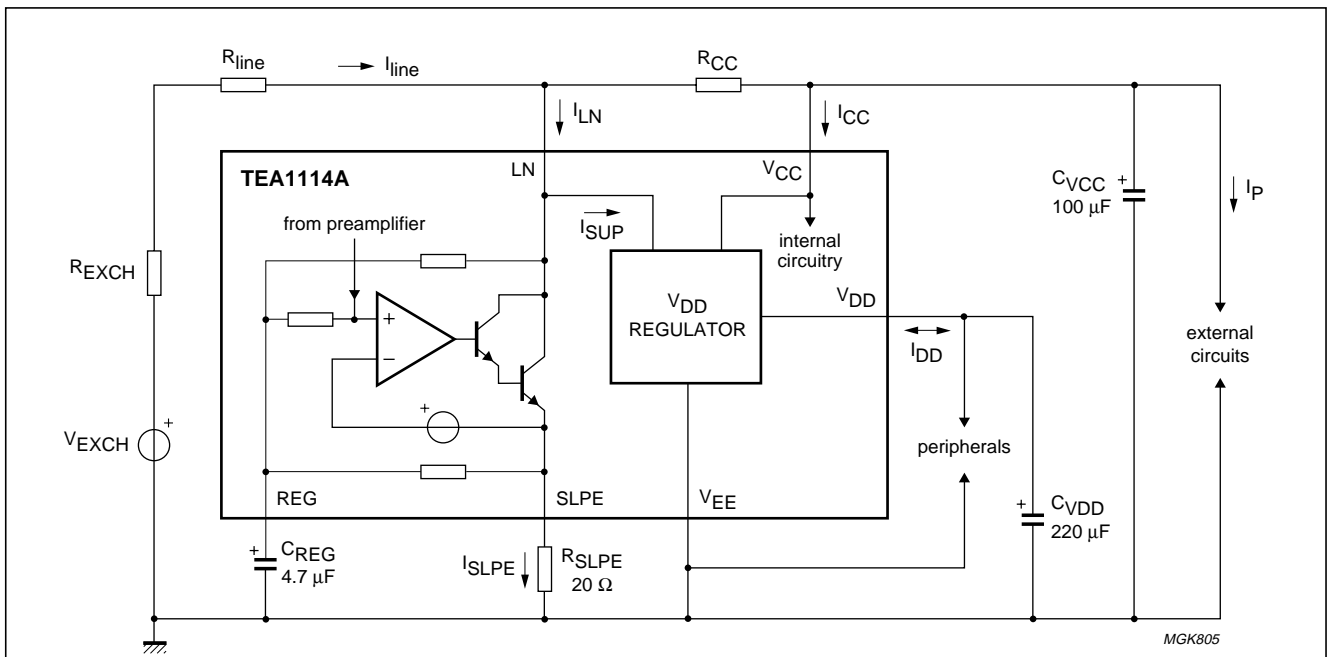 Rline
Iline
RCC
ILN
ICC
TEA1114A
LN
VCC
CVCC
100 µF
IP
from preamplifier
ISUP
internal
circuitry
REXCH
VDD
REGULATOR
VDD
IDD
external
circuits
+
−
+
VEXCH
+
peripherals
REG
SLPE
VEE
+
CVDD
220 µF
+
CREG
4.7 µF
ISLPE
RSLPE
20 Ω
+
MGK805